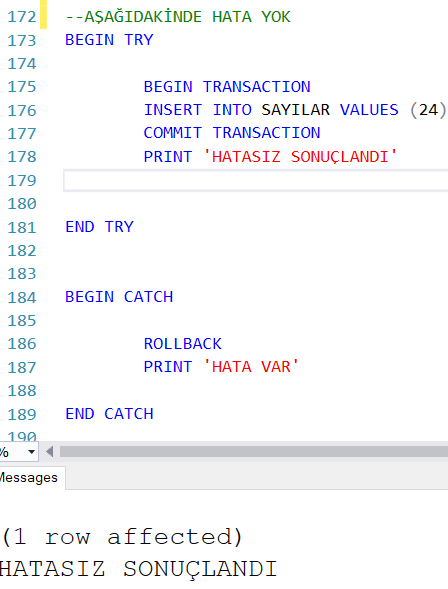 172 --AŞAĞIDAKİNDE HATA YOK
173 BEGIN TRY
174
175 BEGIN TRANSACTION
176 INSERT INTO SAYILAR VALUES (24)
177 COMMIT TRANSACTION
178 PRINT 'HATASIZ SONUÇLANDI'
179
180
181 END TRY
182
183
184 BEGIN CATCH
185
186 ROLLBACK
187 PRINT 'HATA VAR'
188
189 END CATCH
190
%
Messages
(1 row affected)
HATASIZ SONUÇLANDI